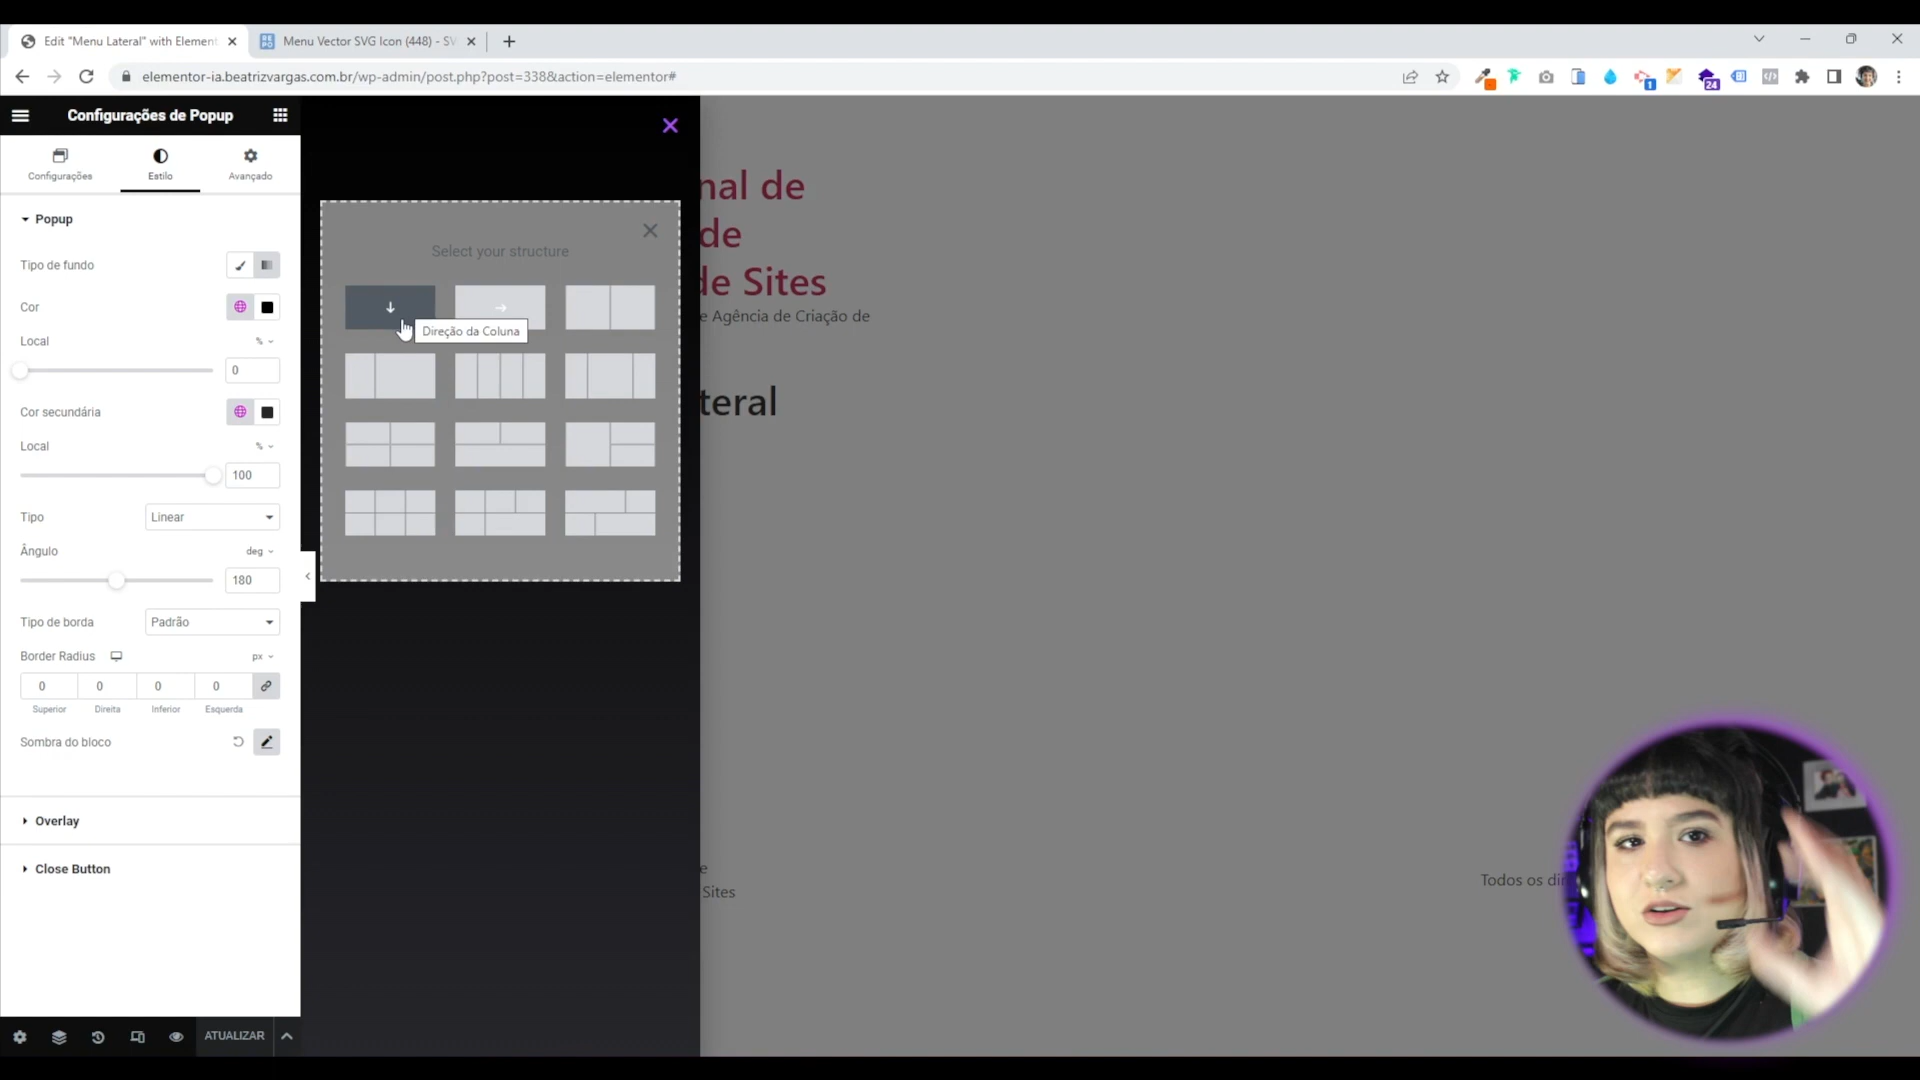 Edit "Menu Lateral" with Element
Menu Vector SVG Icon (448) - SV
elementor-ia.beatrizvargas.com.br/wp-admin/post.php?post=338&action=elementor#
1
24
Configurações de Popup
Configurações
Estilo
Avançado
Popup
Tipo de fundo
Cor
Local
%
0
Cor secundária
Local
%
100
Tipo
Linear
Ângulo
deg
180
Tipo de borda
Padrão
Border Radius
px
0 0 0 0
Superior Direita Inferior Esquerda
Sombra do bloco
Overlay
Close Button
ATUALIZAR
Select your structure
Direção da Coluna
nal de
de
de Sites
e Agência de Criação de
teral
e
Sites
Todos os dir